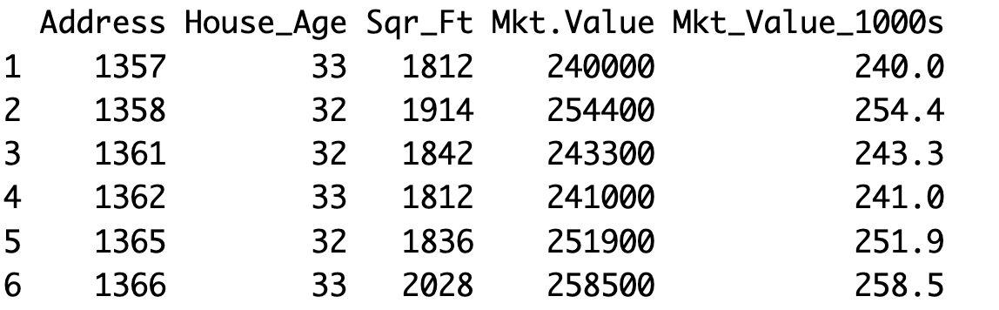 Address House_Age Sqr_Ft Mkt.Value Mkt_Value_1000s
1 1357 33 1812 240000 240.0
2 1358 32 1914 254400 254.4
3 1361 32 1842 243300 243.3
4 1362 33 1812 241000 241.0
5 1365 32 1836 251900 251.9
6 1366 33 2028 258500 258.5